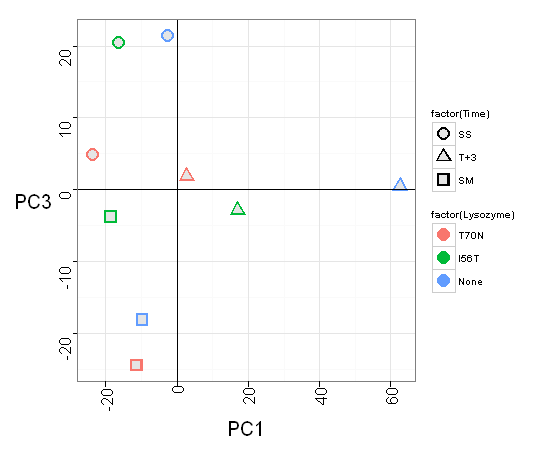 20
10
0
-10
-20
PC3
-20
0
20
40
60
PC1
factor(Time)
SS
T+3
SM
factor(Lysozyme)
T70N
I56T
None